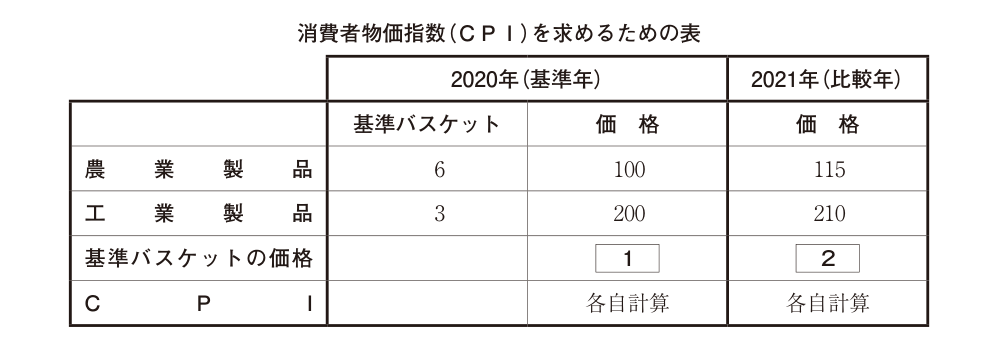 消費者物価指数(CPI)を求めるための表
2020年(基準年) 2021年(比較年)
基準バスケット 価格 価格
農業製品 6 100 115
工業製品 3 200 210
基準バスケットの価格 1 2
CPI 各自計算 各自計算